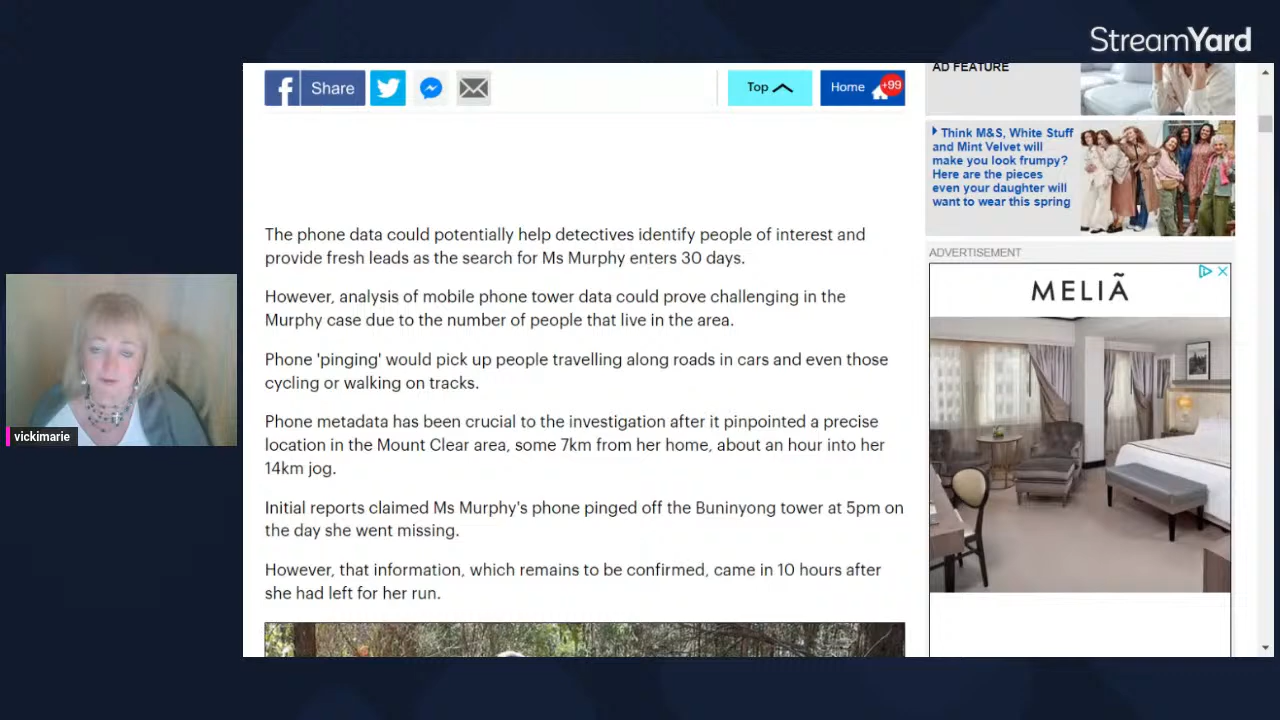 StreamYard
Share
Top
Home
+99
AD FEATURE
Think M&S, White Stuff
and Mint Velvet will
make you look frumpy?
Here are the pieces
even your daughter will
want to wear this spring
ADVERTISEMENT
MELIÃ
The phone data could potentially help detectives identify people of interest and
provide fresh leads as the search for Ms Murphy enters 30 days.
However, analysis of mobile phone tower data could prove challenging in the
Murphy case due to the number of people that live in the area.
Phone 'pinging' would pick up people travelling along roads in cars and even those
cycling or walking on tracks.
Phone metadata has been crucial to the investigation after it pinpointed a precise
location in the Mount Clear area, some 7km from her home, about an hour into her
14km jog.
Initial reports claimed Ms Murphy's phone pinged off the Buninyong tower at 5pm on
the day she went missing.
However, that information, which remains to be confirmed, came in 10 hours after
she had left for her run.
vickimarie